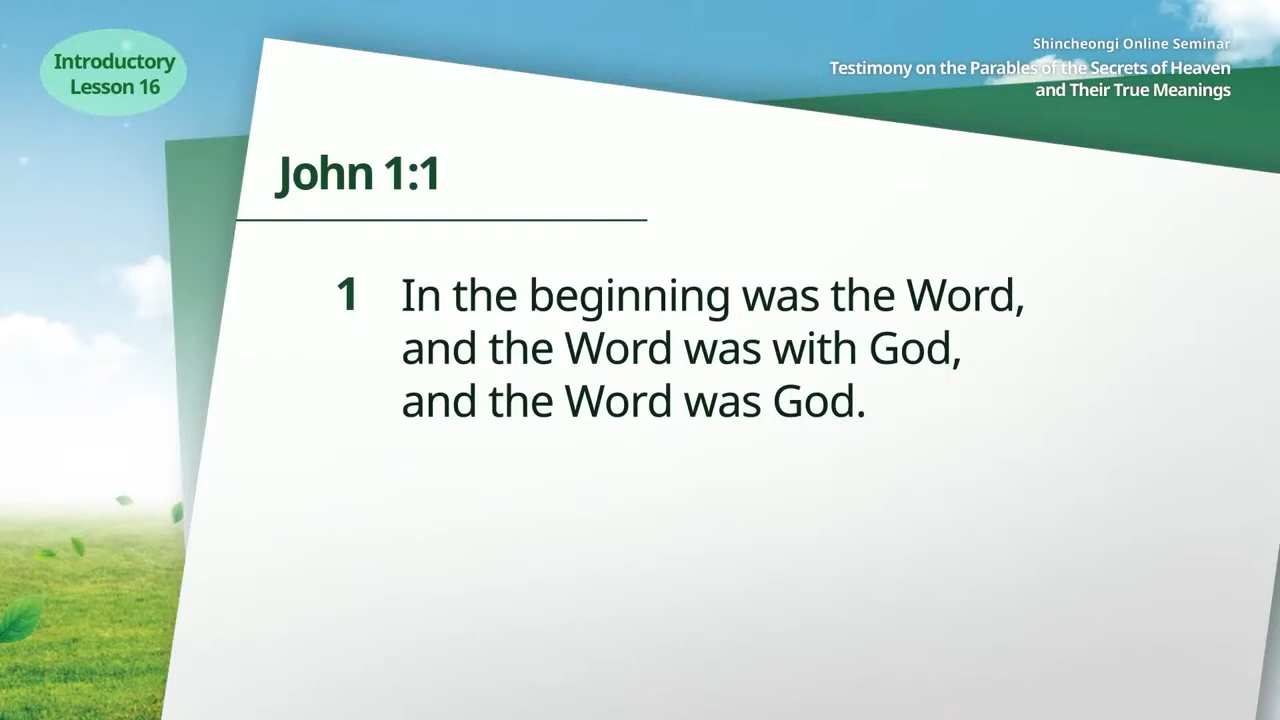 Introductory
Lesson 16
Shincheongi Online Seminar
Testimony on the Parables of the Secrets of Heaven
and Their True Meanings
John 1:1
1 In the beginning was the Word,
and the Word was with God,
and the Word was God.